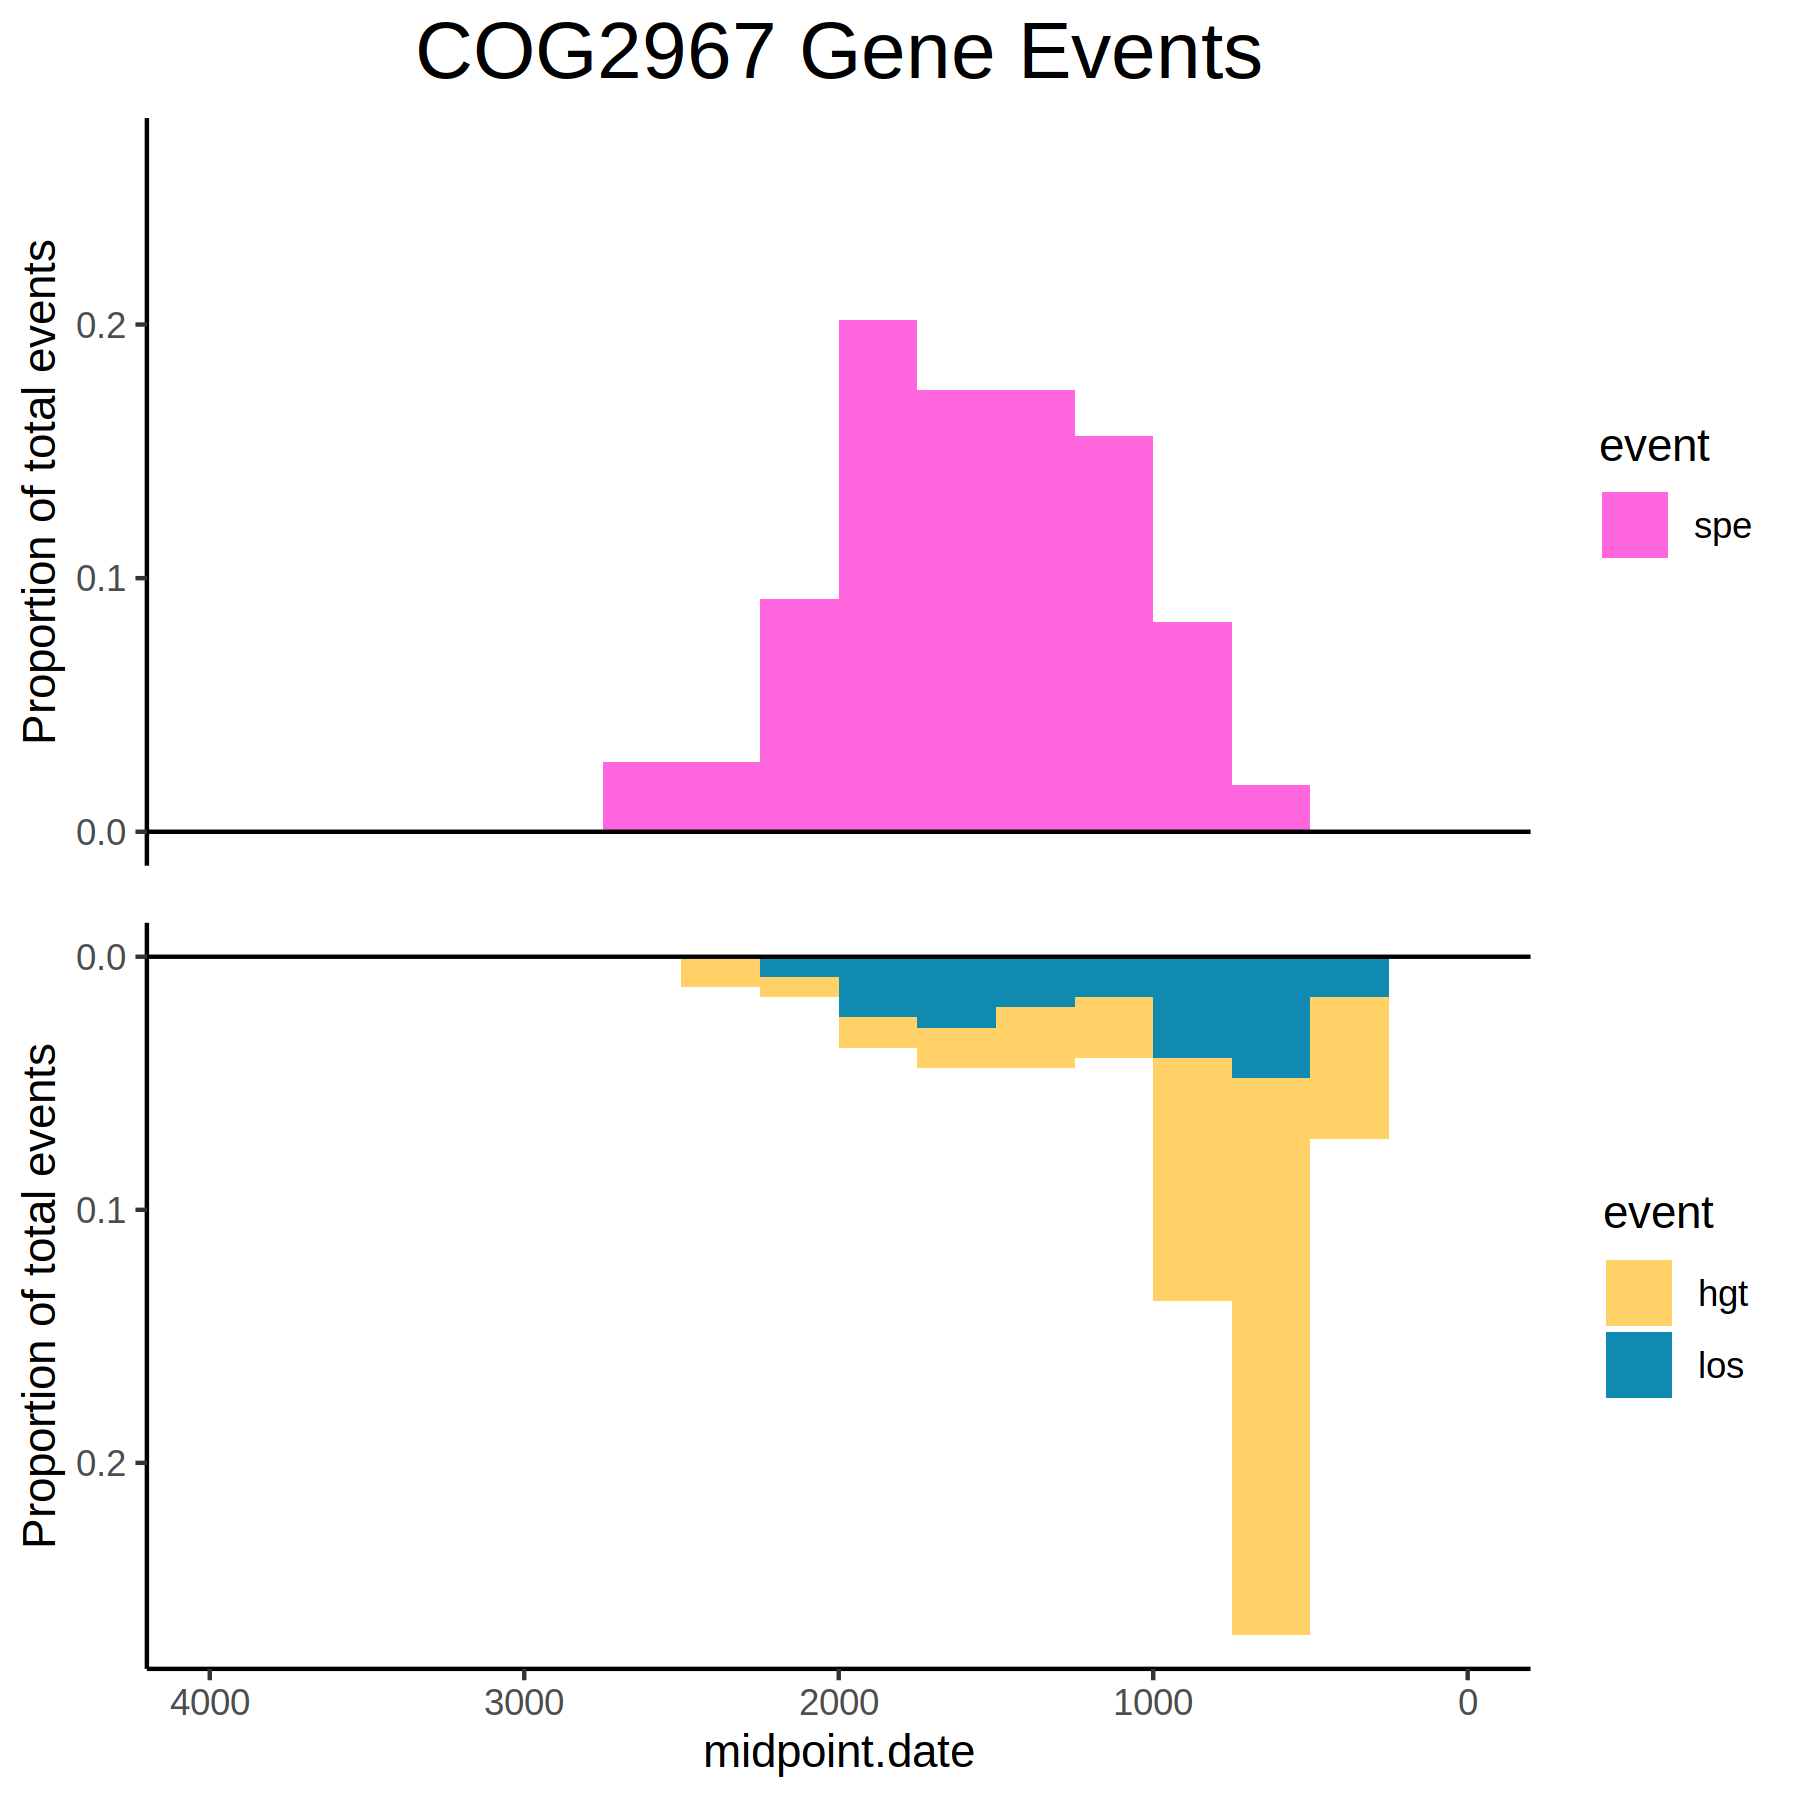 COG2967 Gene Events
Proportion of total events
0.2
0.1
0.0
event
spe
Proportion of total events
0.0
0.1
0.2
event
hgt
los
4000 3000 2000 1000 0
midpoint.date